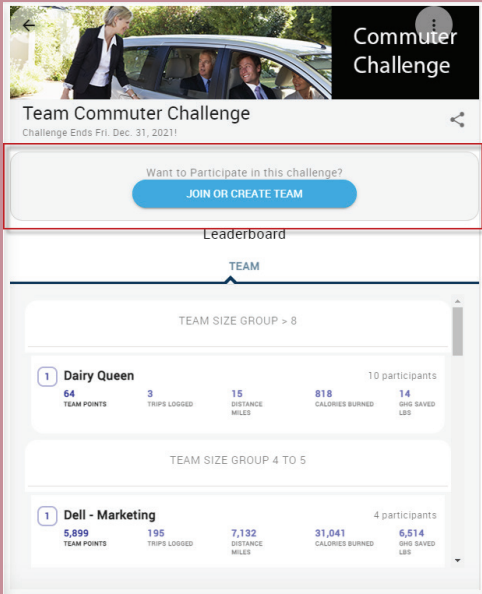 Commuter
Challenge
Team Commuter Challenge
Challenge Ends Fri. Dec. 31, 2021!
Want to Participate in this challenge?
JOIN OR CREATE TEAM
Leaderboard
TEAM
TEAM SIZE GROUP > 8
1 Dairy Queen 10 participants
64 3 15 818 14
TEAM POINTS TRIPS LOGGED DISTANCE CALORIES BURNED GHG SAVED
MILES LBS
TEAM SIZE GROUP 4 TO 5
1 Dell - Marketing 4 participants
5,899 195 7,132 31,041 6,514
TEAM POINTS TRIPS LOGGED DISTANCE CALORIES BURNED GHG SAVED
MILES LBS